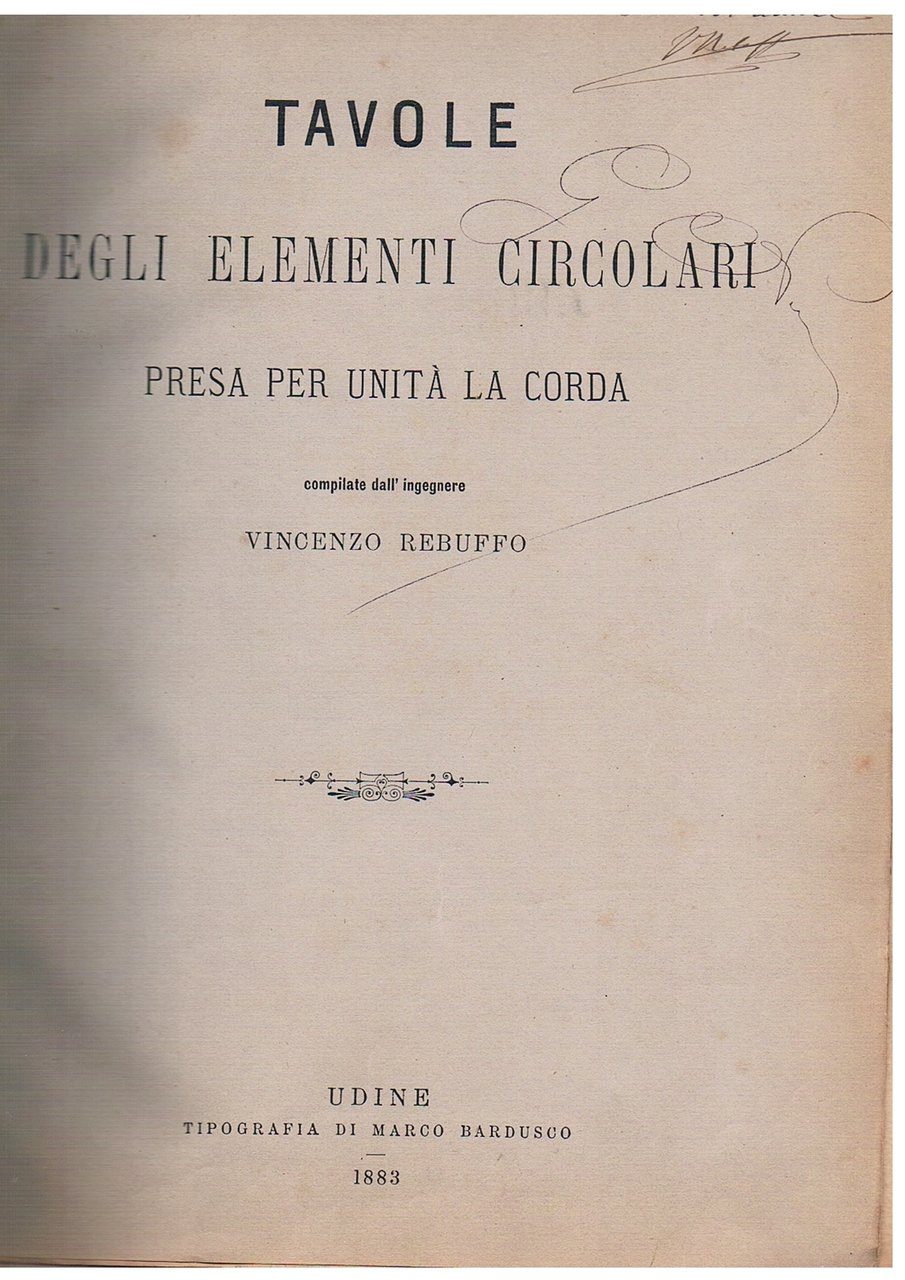 TAVOLE
DEGLI ELEMENTI CIRCOLARI
PRESA PER UNITÀ LA CORDA
compilate dall' ingegnere
VINCENZO REBUFFO
UDINE
TIPOGRAFIA DI MARCO BARDUSCO
1883